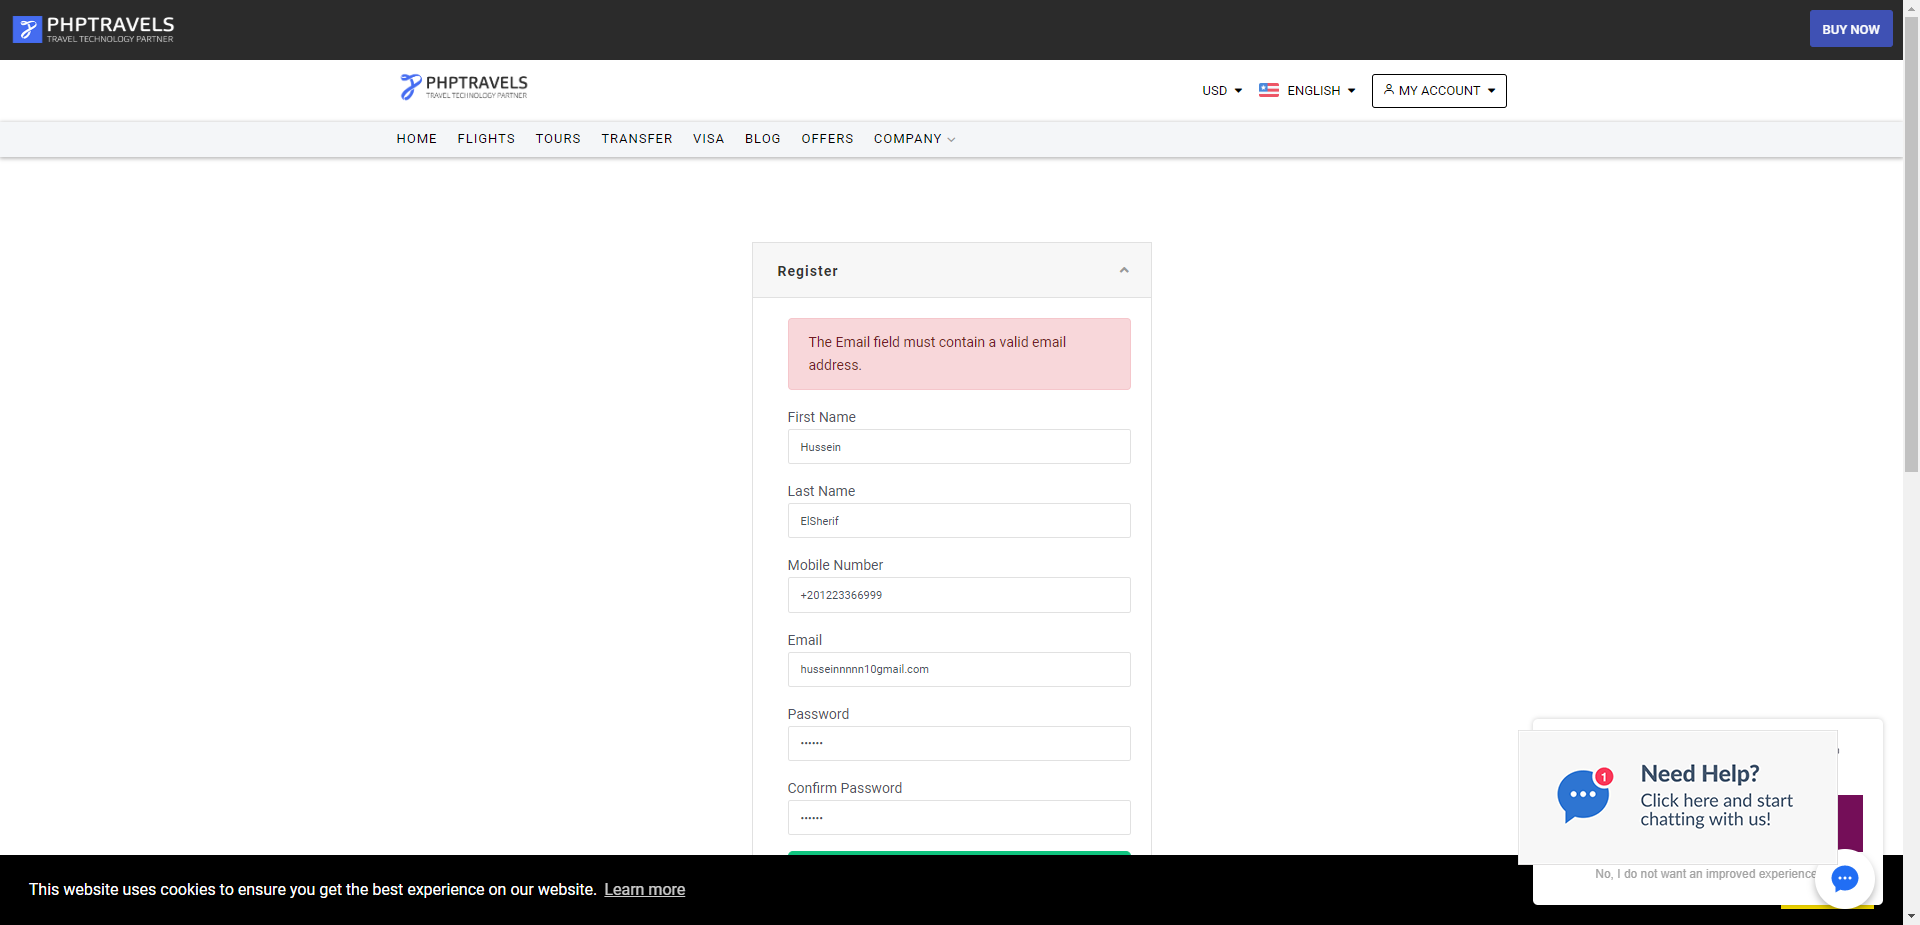 PHPTRAVELS
TRAVEL TECHNOLOGY PARTNER
BUY NOW
PHPTRAVELS
TRAVEL TECHNOLOGY PARTNER
USD
ENGLISH
MY ACCOUNT
HOME FLIGHTS TOURS TRANSFER VISA BLOG OFFERS COMPANY
Register
The Email field must contain a valid email
address.
First Name
Hussein
Last Name
ElSherif
Mobile Number
+201223366999
Email
husseinnnnn10gmail.com
Password
••••••
Confirm Password
••••••
1
Need Help?
Click here and start
chatting with us!
No, I do not want an improved experience
This website uses cookies to ensure you get the best experience on our website. Learn more